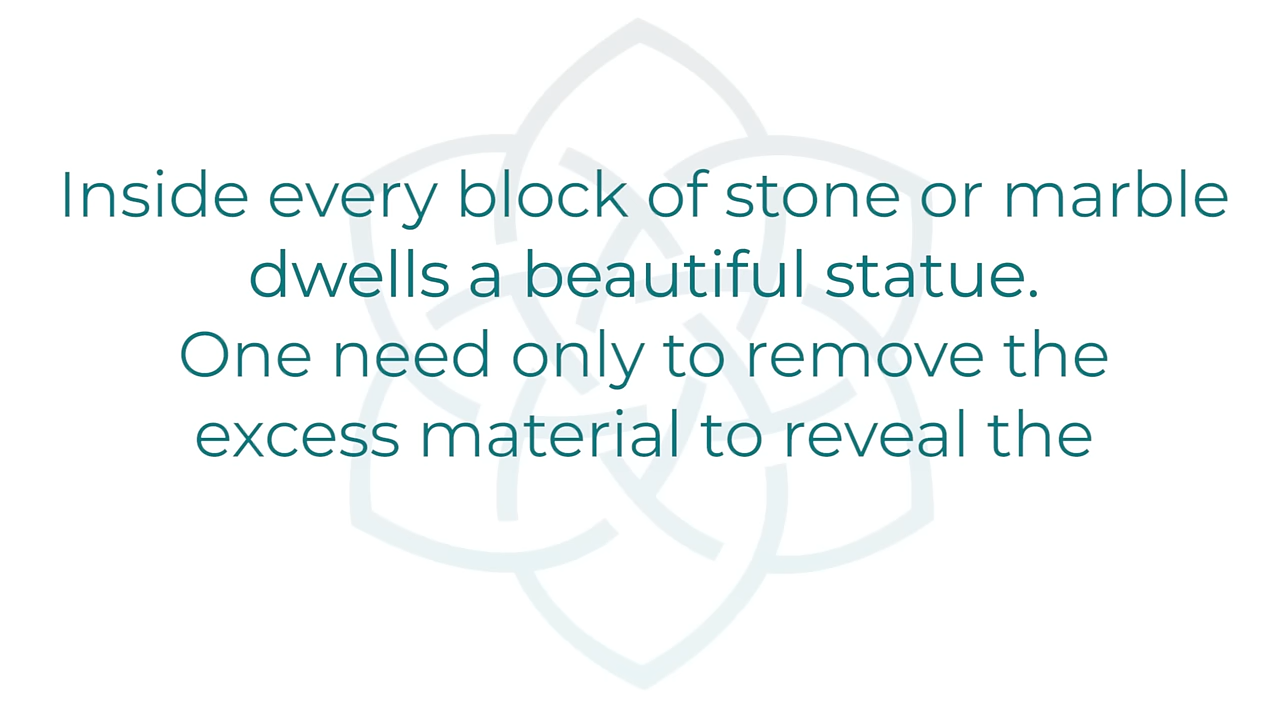 Inside every block of stone or marble
dwells a beautiful statue.
One need only to remove the
excess material to reveal the